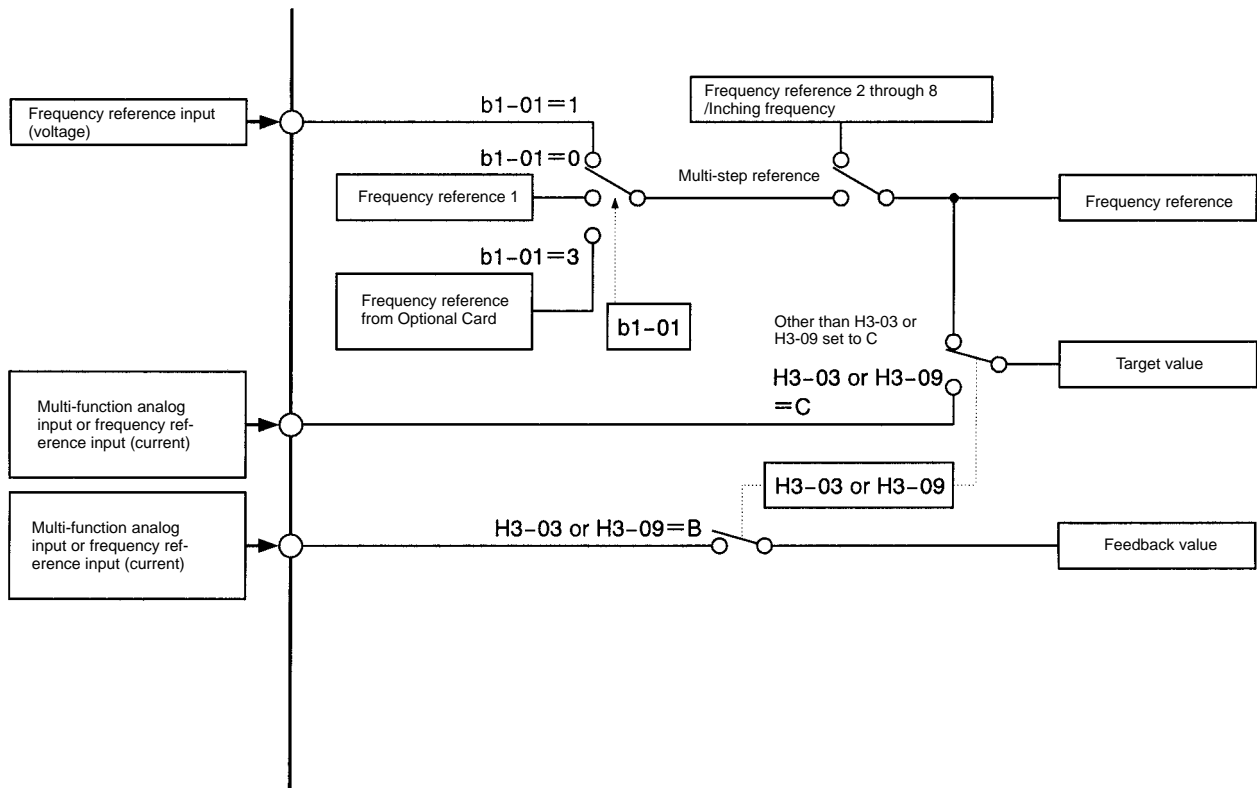 Frequency reference 2 through 8
/Inching frequency
Frequency reference input
(voltage)
b1-01=1
b1-01=0
Multi-step reference
Frequency reference 1
Frequency reference
b1-01=3
Frequency reference
from Optional Card
b1-01
Other than H3-03 or
H3-09 set to C
Target value
H3-03 or H3-09
=C
Multi-function analog
input or frequency ref-
erence input (current)
H3-03 or H3-09
Multi-function analog
input or frequency ref-
erence input (current)
H3-03 or H3-09=B
Feedback value